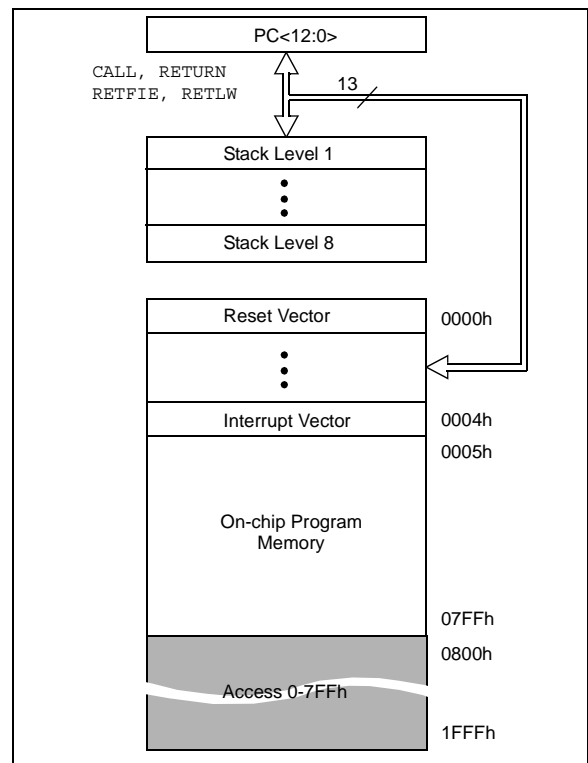 PC<12:0>
CALL, RETURN
RETFIE, RETLW
13
Stack Level 1
Stack Level 8
Reset Vector
0000h
Interrupt Vector
0004h
0005h
On-chip Program
Memory
07FFh
0800h
Access 0-7FFh
1FFFh